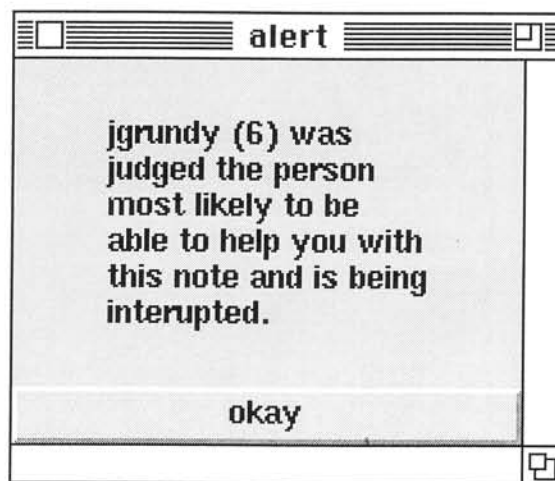 alert
jgrundy (6) was
judged the person
most likely to be
able to help you with
this note and is being
interupted.
okay